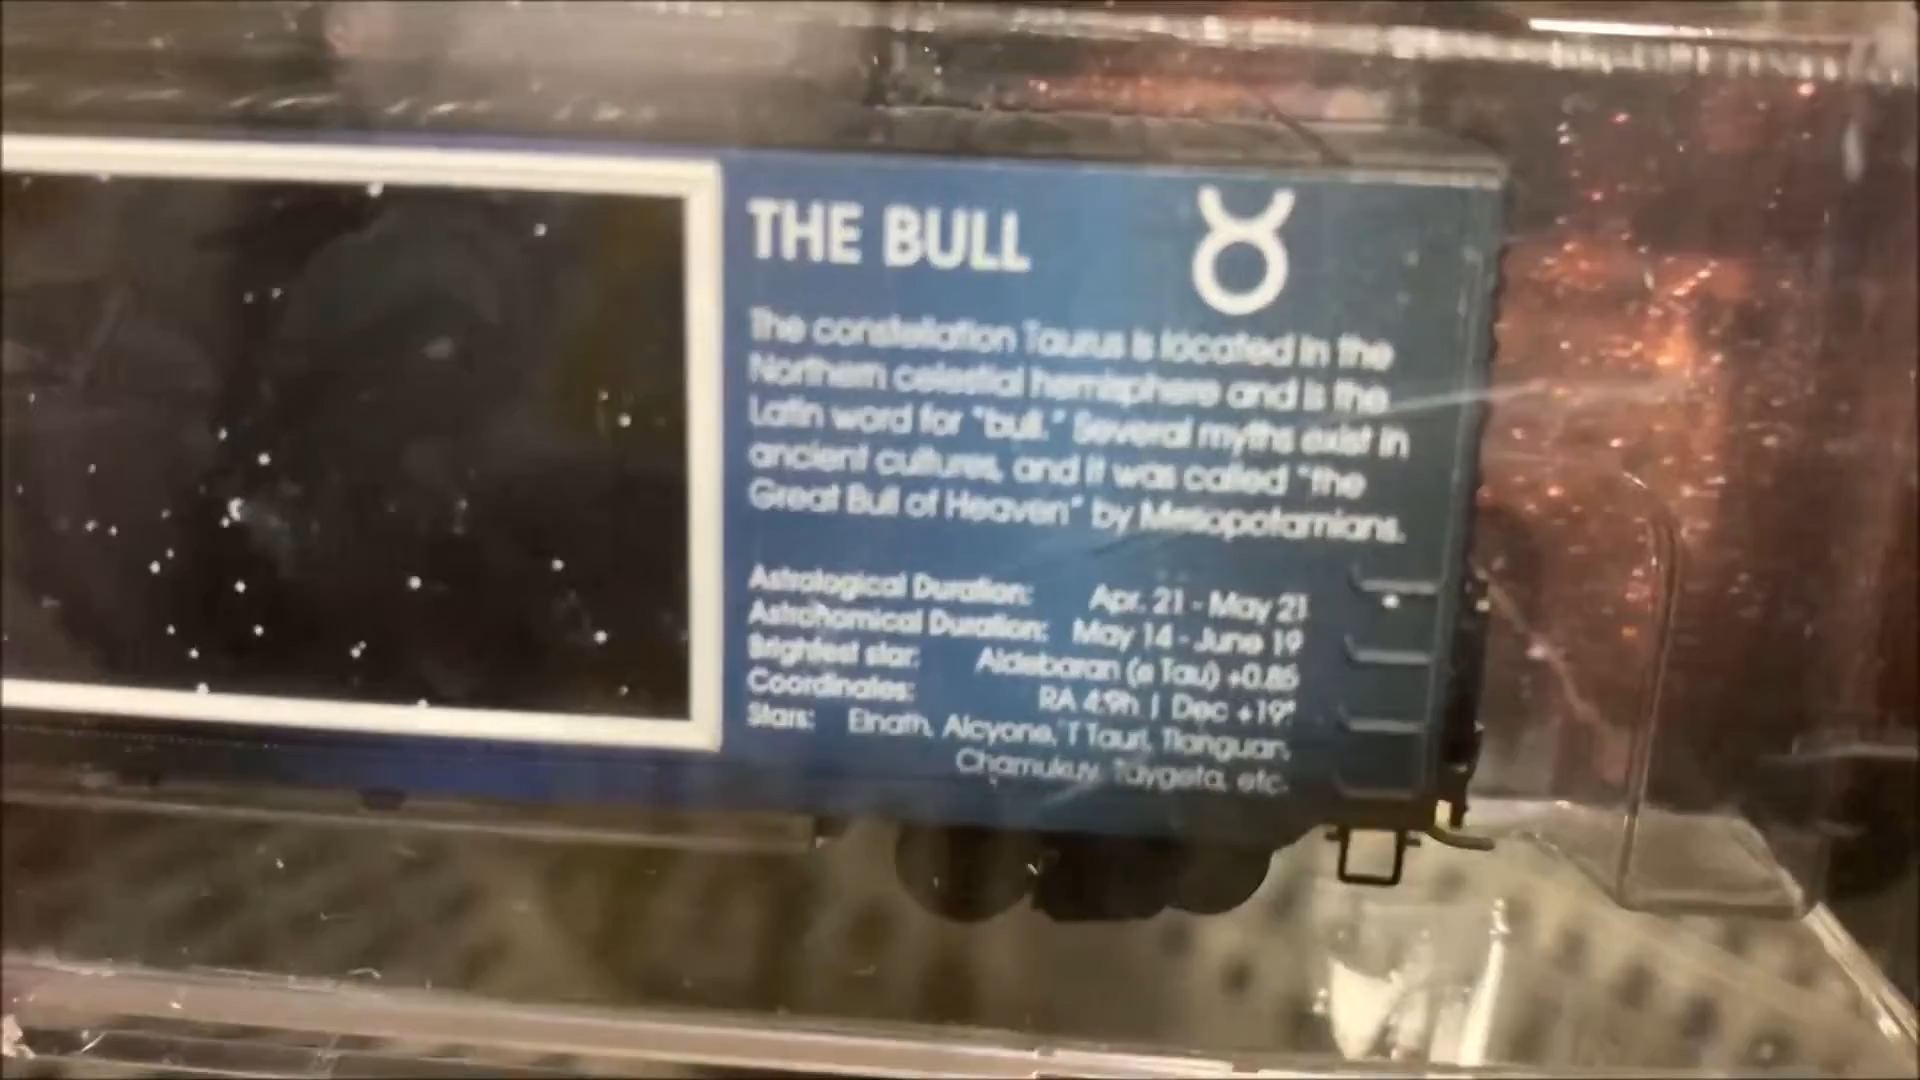 THE BULL
The constellation Taurus is located in the
Northern celestial hemisphere and is the
Latin word for "bull." Several myths exist in
ancient cultures, and it was called "the
Great Bull of Heaven" by Mesopotamians.
Astrological Duration: Apr. 21 - May 21
Astronomical Duration: May 14 - June 19
Brightest star: Aldebaran (a Tau) +0.85
Coordinates: RA 4.9h | Dec +19°
Stars: Elnath, Alcyone, T Tauri, Tianguan,
Chamukuy, Taygeta, etc.